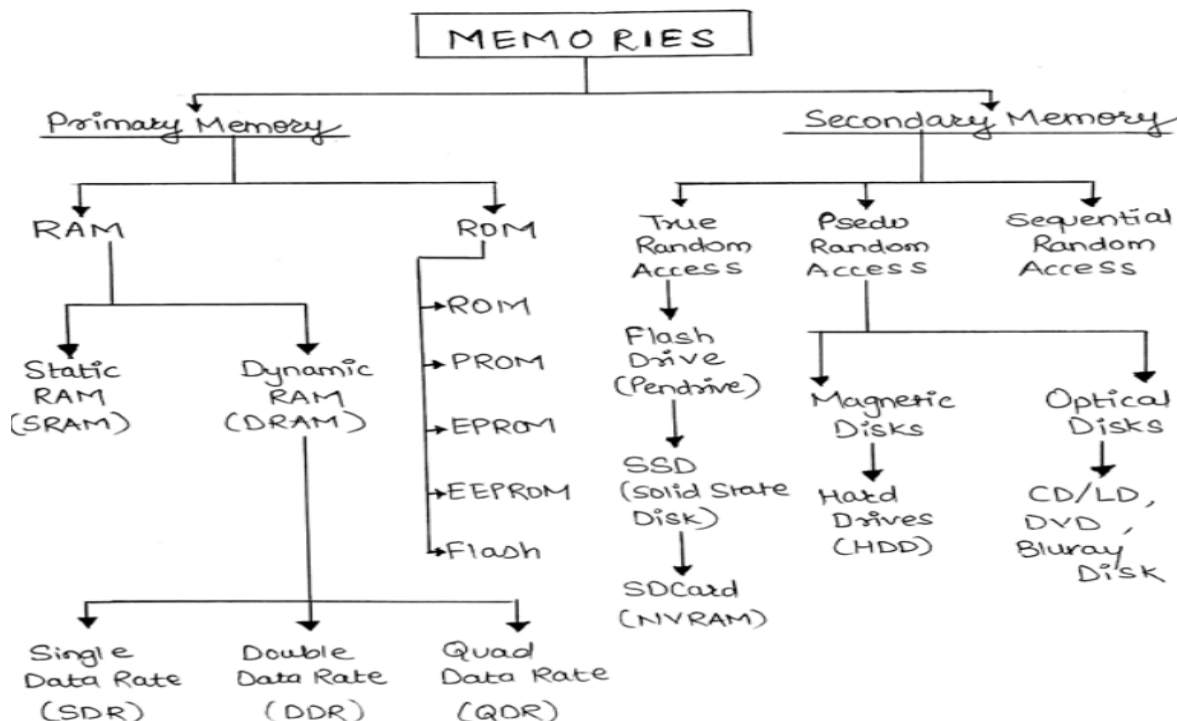 MEMORIES
Primary Memory
Secondary Memory
RAM
ROM
True
Random
Access
Psedo
Random
Access
Sequential
Random
Access
Static
RAM
(SRAM)
Dynamic
RAM
(DRAM)
ROM
PROM
EPROM
EEPROM
Flash
Flash
Drive
(Pendrive)
SSD
(Solid State
Disk)
SDCard
(NVRAM)
Magnetic
Disks
Hard
Drives
(HDD)
Optical
Disks
CD/LD,
DVD,
Bluray
Disk
Single
Data Rate
(SDR)
Double
Data Rate
(DDR)
Quad
Data Rate
(QDR)